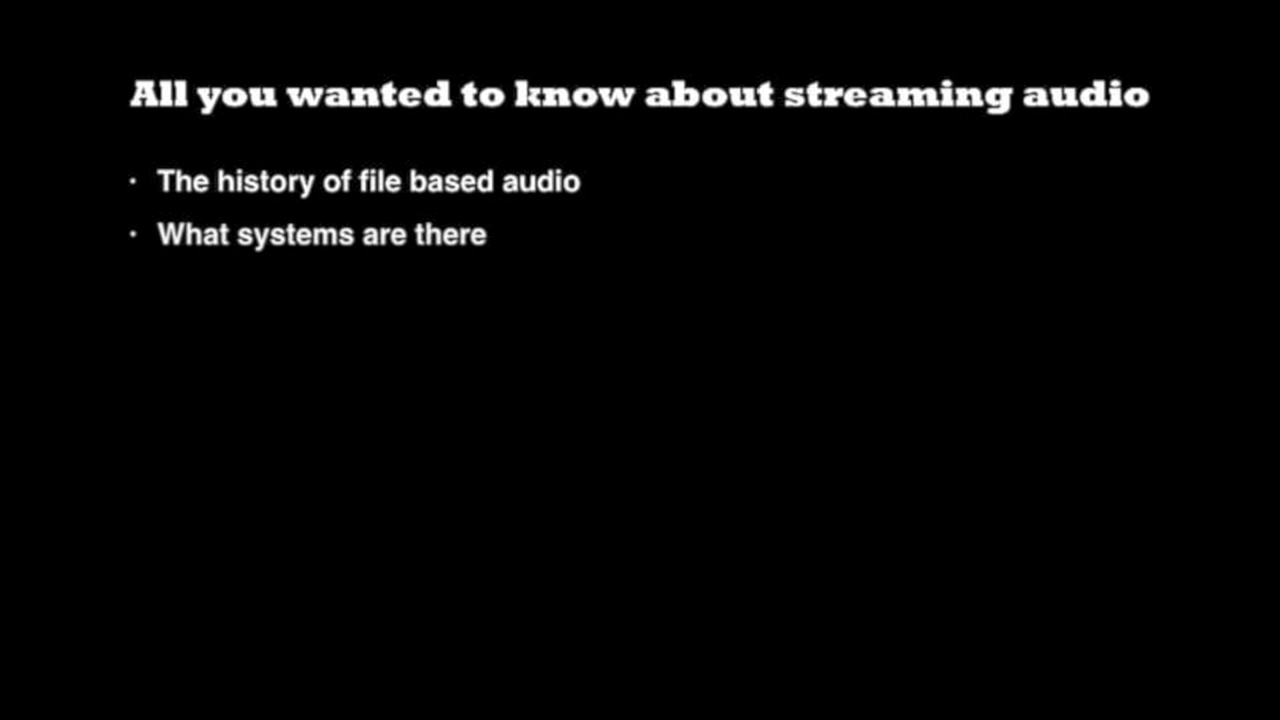 All you wanted to know about streaming audio
· The history of file based audio
· What systems are there